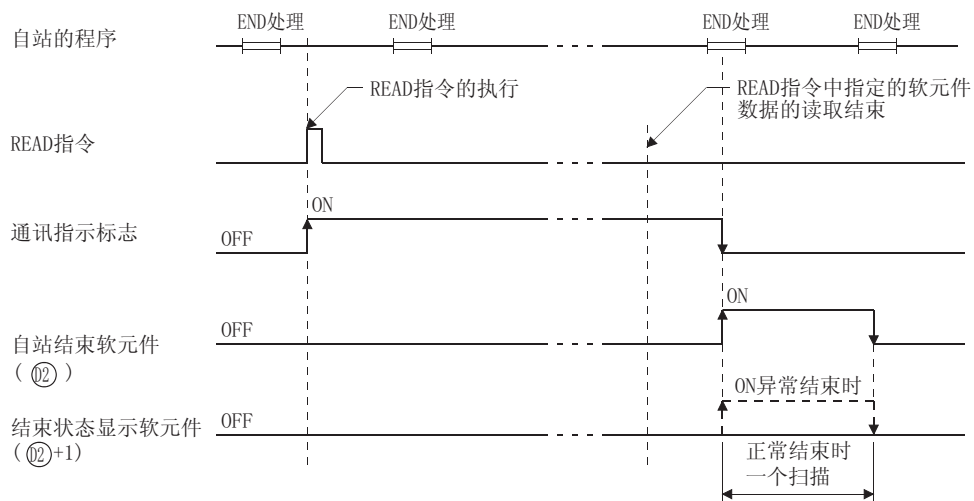 END处理 END处理 END处理 END处理
自站的程序
READ指令的执行
READ指令中指定的软元件
数据的读取结束
READ指令
ON
通讯指示标志
OFF
ON
OFF
自站结束软元件
( D2 )
ON异常结束时
OFF
结束状态显示软元件
( D2+1)
正常结束时
一个扫描